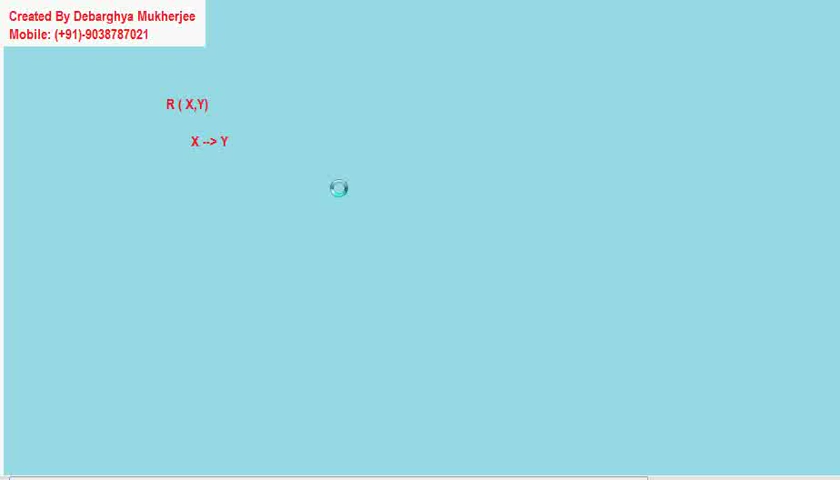 Created By Debarghya Mukherjee
Mobile: (+91)-9038787021
R ( X,Y)
X --> Y